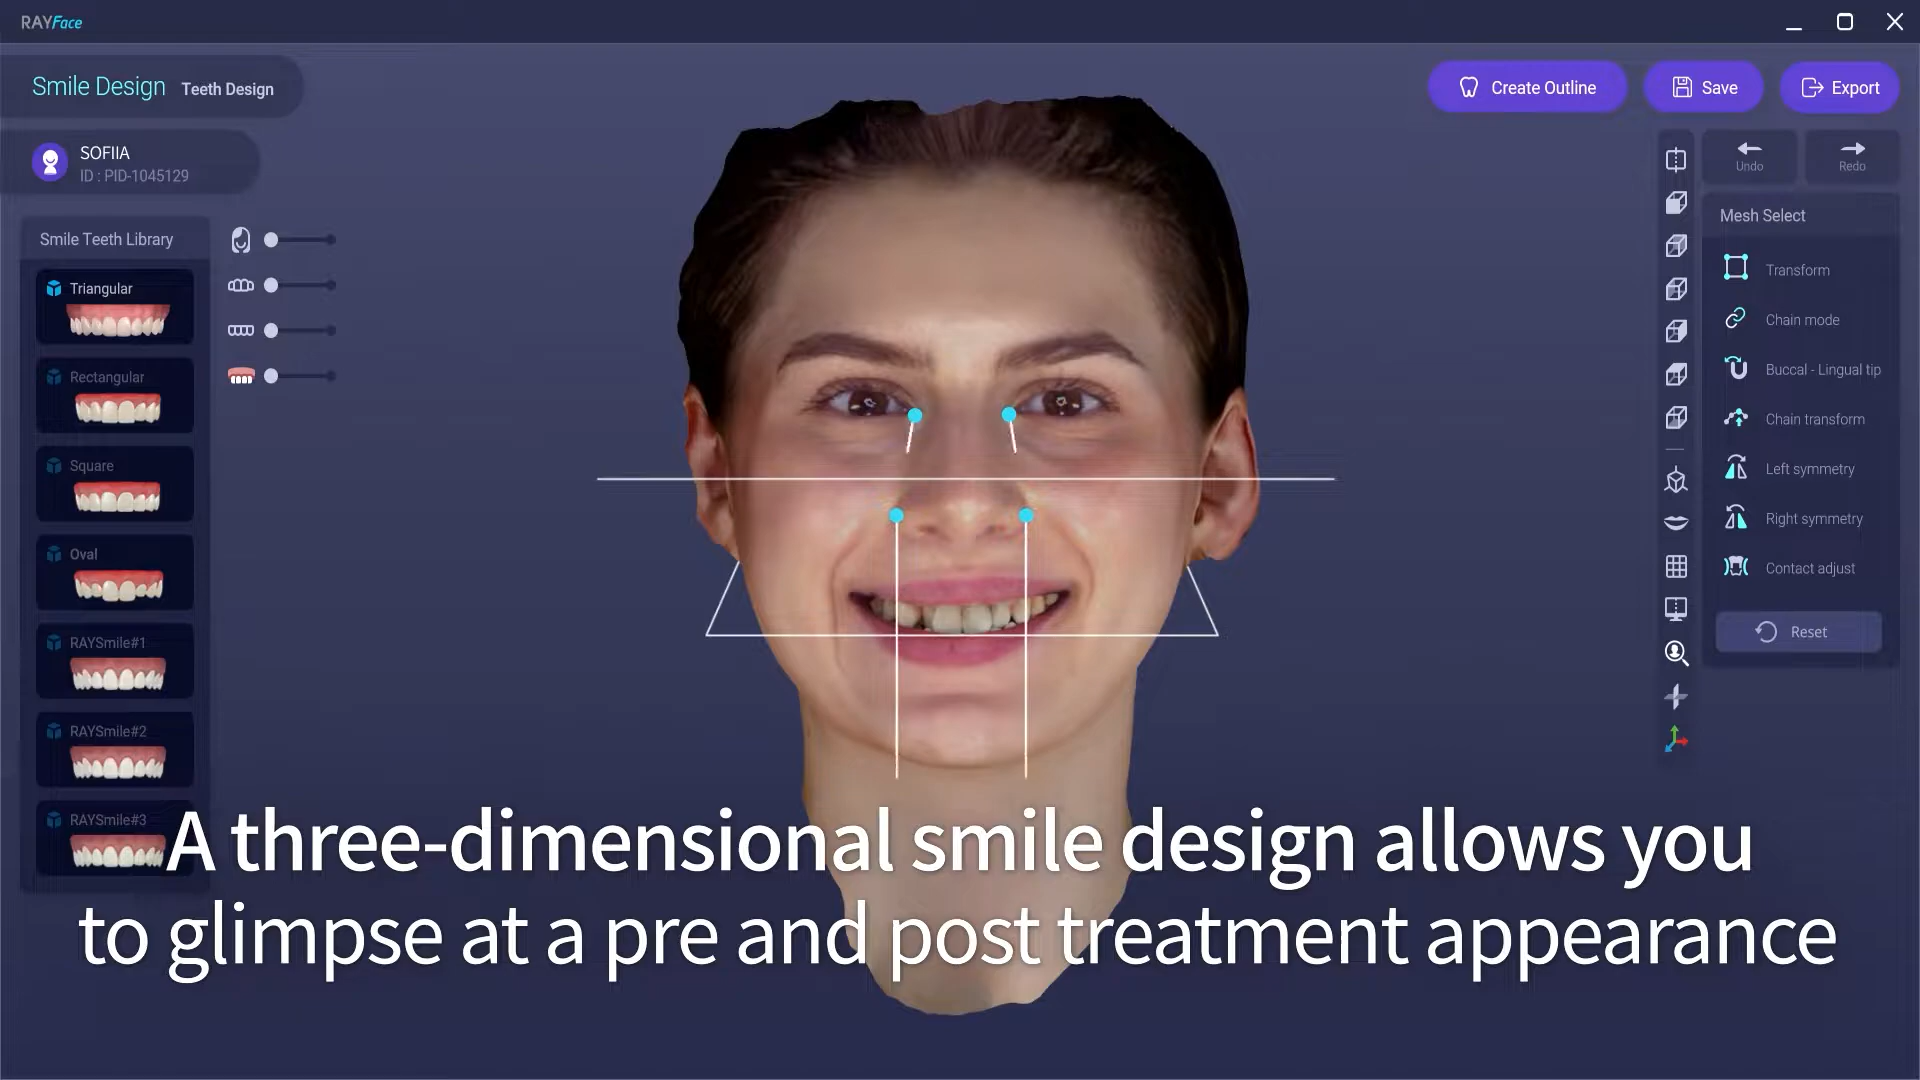 RAYFace
Smile Design Teeth Design
Create Outline
Save
Export
SOFIIA
ID : PID-1045129
Undo
Redo
Smile Teeth Library
Triangular
Rectangular
Square
Oval
RAYSmile#1
RAYSmile#2
RAYSmile#3
Mesh Select
Transform
Chain mode
Buccal - Lingual tip
Chain transform
Left symmetry
Right symmetry
Contact adjust
Reset
A three-dimensional smile design allows you
to glimpse at a pre and post treatment appearance